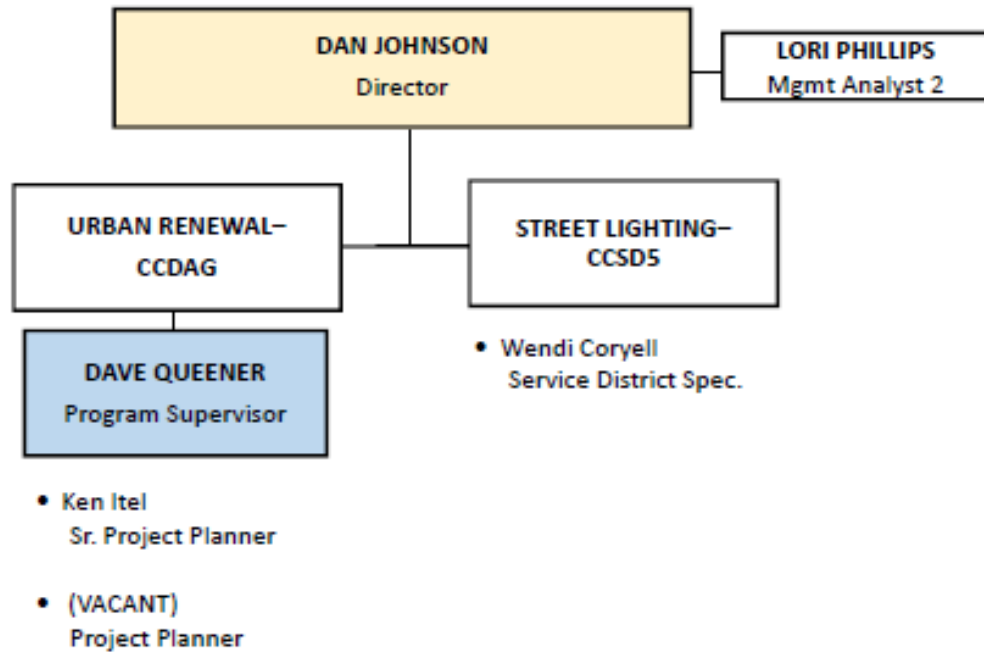 DAN JOHNSON
Director
LORI PHILLIPS
Mgmt Analyst 2
URBAN RENEWAL–
CCDAG
STREET LIGHTING–
CCSD5
DAVE QUEENER
Program Supervisor
• Wendi Coryell
Service District Spec.
• Ken Itel
Sr. Project Planner
• (VACANT)
Project Planner